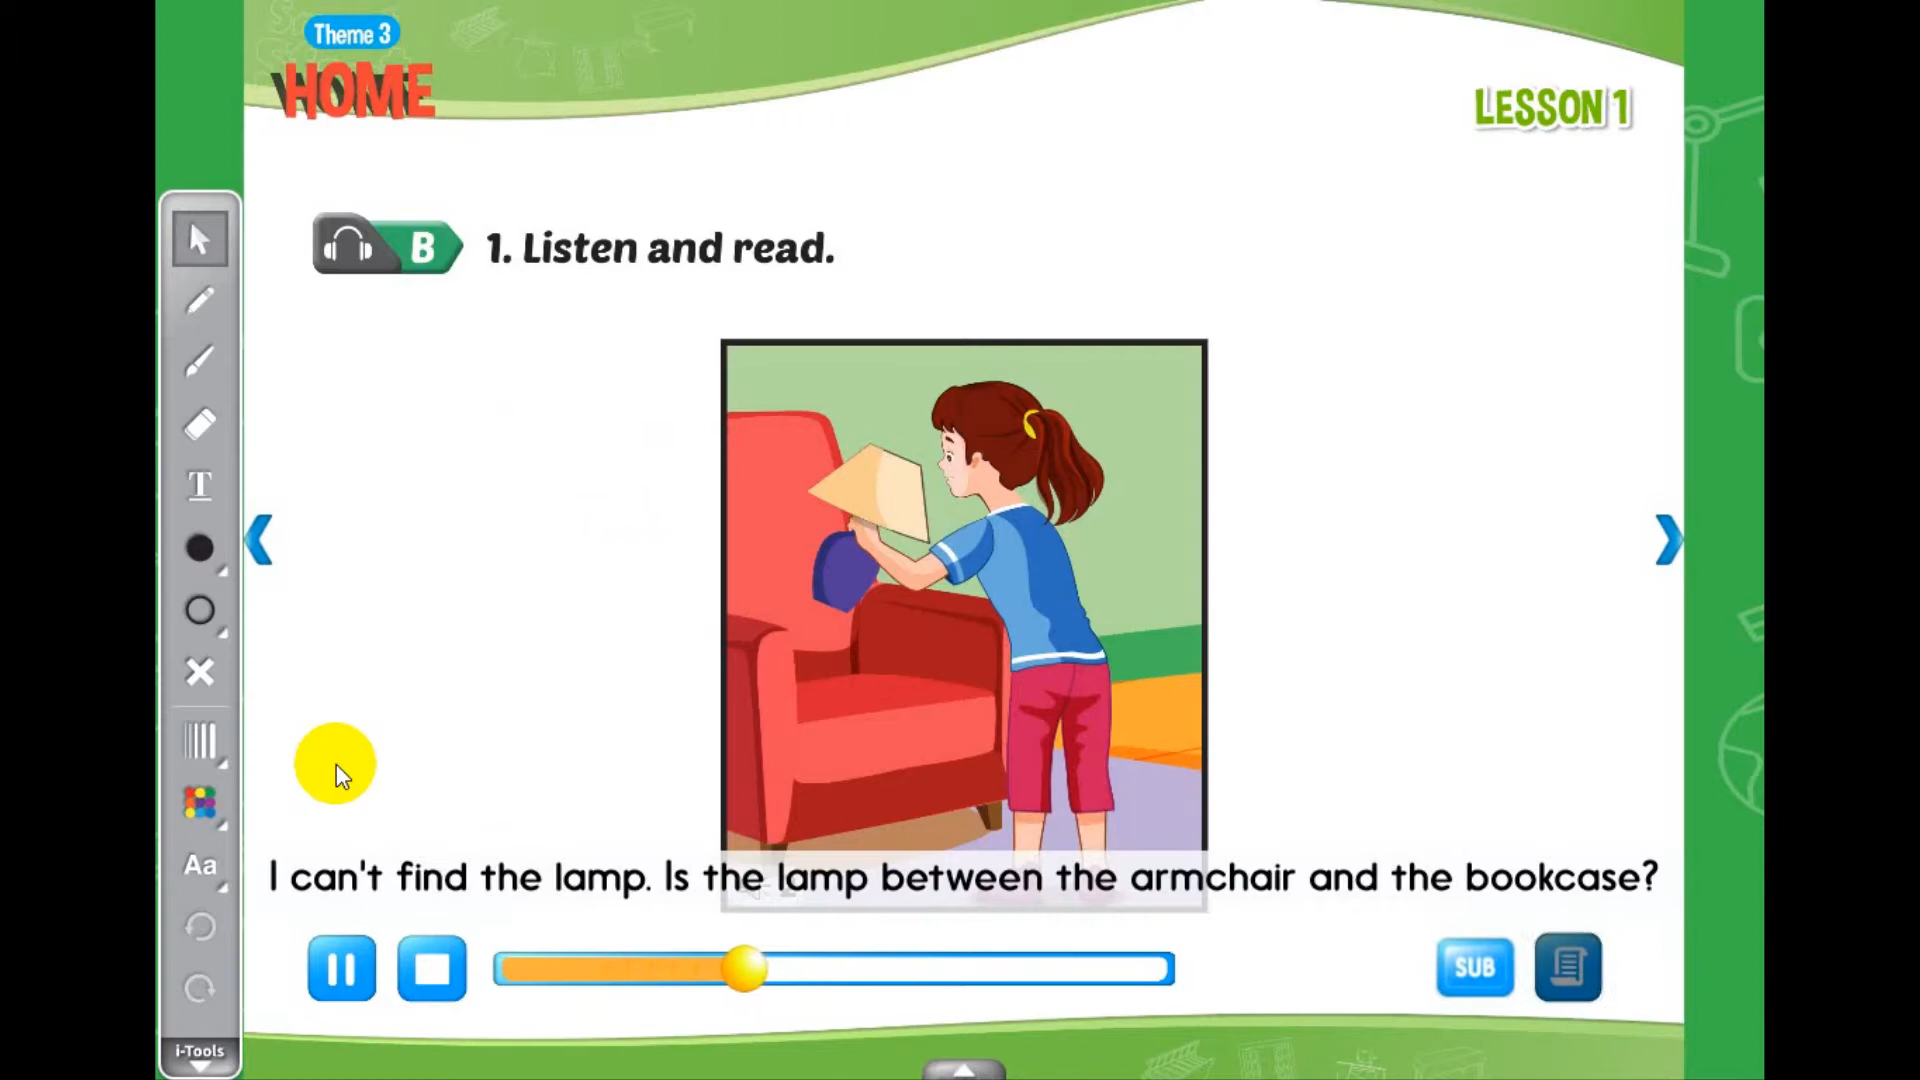 Theme 3
HOME
LESSON 1
B
1. Listen and read.
T
Aa
I can't find the lamp. Is the lamp between the armchair and the bookcase?
SUB
i-Tools